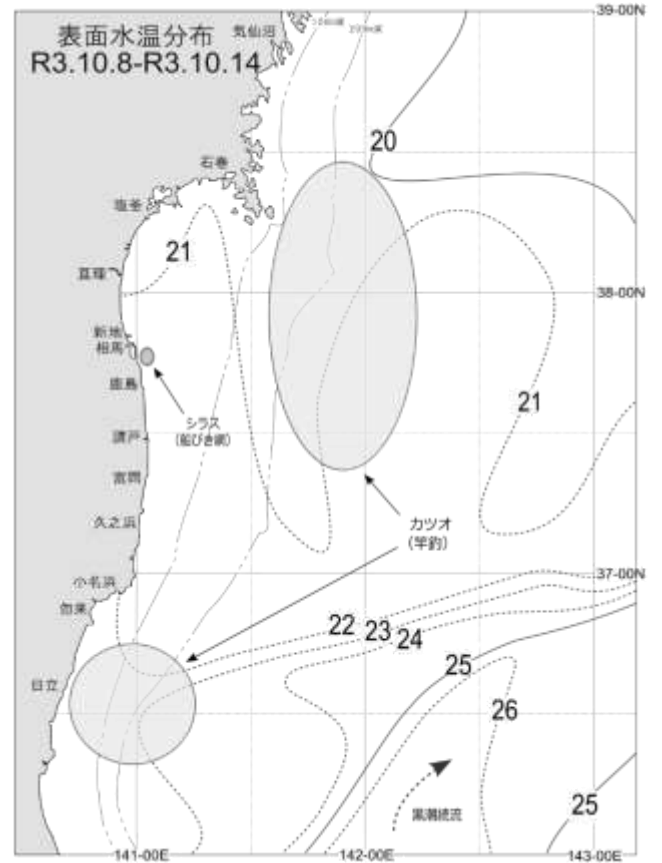 表面水温分布
R3.10.8-R3.10.14
気仙沼
39-00N
20
石巻
塩釜
21
亘理
38-00N
新地
相馬
鹿島
シラス
(船びき網)
21
請戸
富岡
カツオ
(竿釣)
久之浜
37-00N
小名浜
勿来
22
23
24
25
日立
26
黒潮続流
25
141-00E
142-00E
143-00E